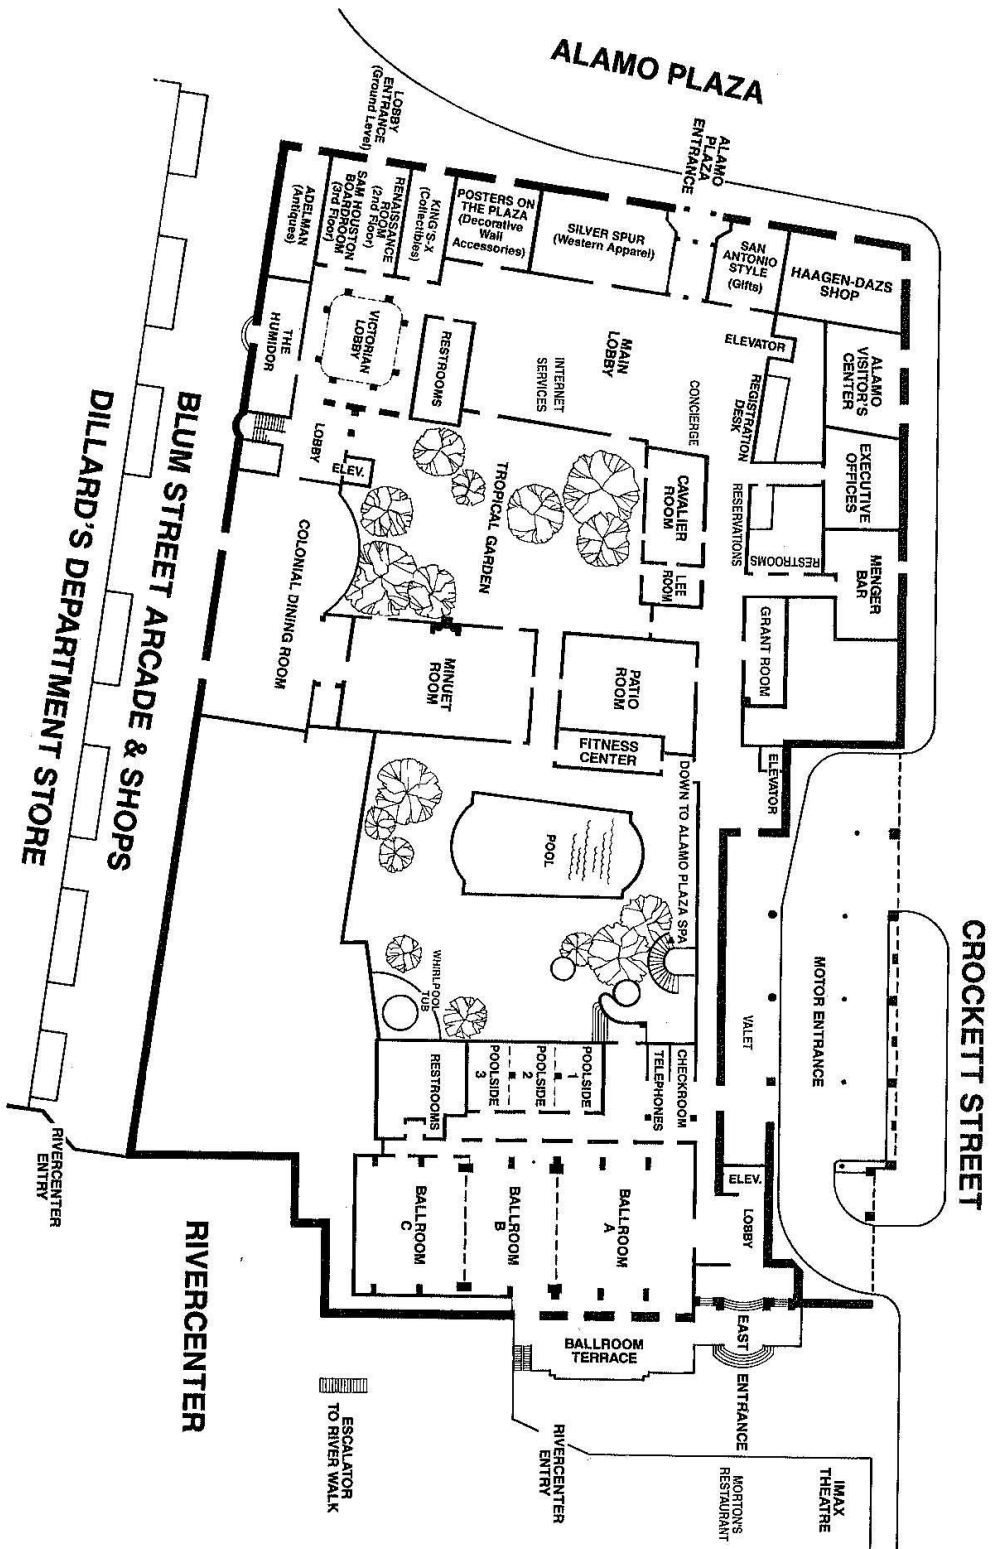 ALAMO PLAZA
ALAMO
PLAZA
ENTRANCE
LOBBY
ENTRANCE
(Ground Level)
ADELMAN
(Antiques)
RENAISSANCE
ROOM
(2nd Floor)
SAM HOUSTON
BOARDROOM
(3rd Floor)
KING'S-X
(Collectibles)
POSTERS ON
THE PLAZA
(Decorative
Wall
Accessories)
SILVER SPUR
(Western Apparel)
SAN
ANTONIO
STYLE
(Gifts)
HAAGEN-DAZS
SHOP
THE
HUMIDOR
VICTORIAN
LOBBY
RESTROOMS
MAIN
LOBBY
INTERNET
SERVICES
CONCIERGE
ELEVATOR
REGISTRATION
DESK
ALAMO
VISITOR'S
CENTER
EXECUTIVE
OFFICES
LOBBY
ELEV.
TROPICAL GARDEN
CAVALIER
ROOM
LEE
ROOM
RESERVATIONS
RESTROOMS
MENGER
BAR
GRANT ROOM
COLONIAL DINING ROOM
MINUET
ROOM
PATIO
ROOM
FITNESS
CENTER
ELEVATOR
DOWN TO ALAMO PLAZA SPA
POOL
WHIRLPOOL
TUB
VALET
MOTOR ENTRANCE
CROCKETT STREET
RESTROOMS
POOLSIDE
3
POOLSIDE
2
POOLSIDE
1
TELEPHONES
CHECKROOM
BALLROOM
C
BALLROOM
B
BALLROOM
A
ELEV.
LOBBY
EAST ENTRANCE
BALLROOM
TERRACE
BLUM STREET ARCADE & SHOPS
DILLARD'S DEPARTMENT STORE
RIVERCENTER
ENTRY
RIVERCENTER
ESCALATOR
TO RIVER WALK
RIVERCENTER
ENTRY
MORTON'S
RESTAURANT
IMAX
THEATRE